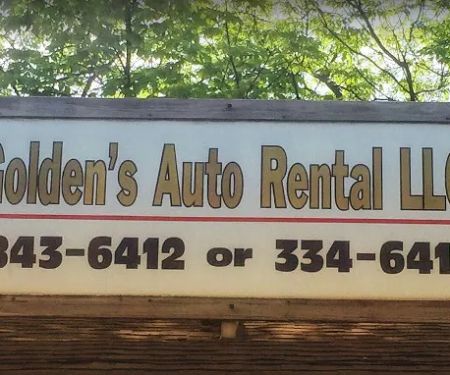 Golden's Auto Rental LLC
343-6412 or 334-641